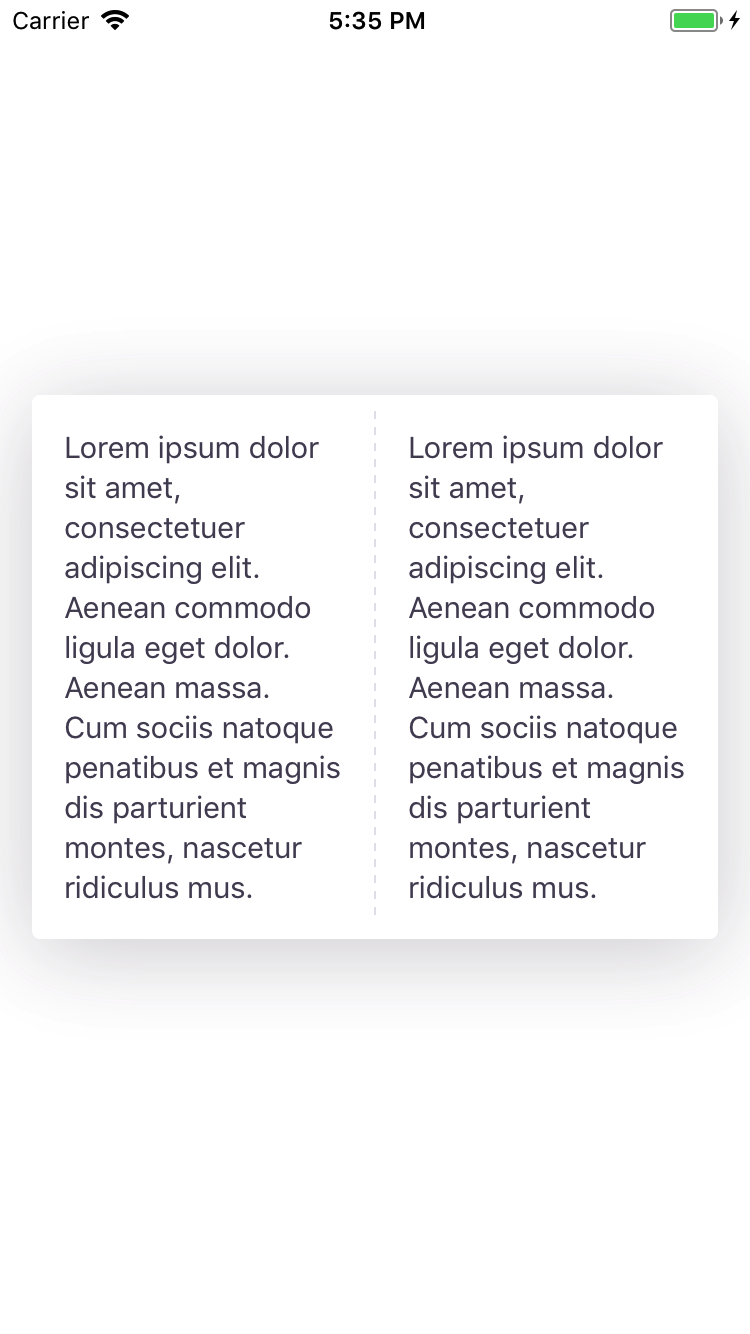 Carrier 5:35 PM
Lorem ipsum dolor
sit amet,
consectetuer
adipiscing elit.
Aenean commodo
ligula eget dolor.
Aenean massa.
Cum sociis natoque
penatibus et magnis
dis parturient
montes, nascetur
ridiculus mus.
Lorem ipsum dolor
sit amet,
consectetuer
adipiscing elit.
Aenean commodo
ligula eget dolor.
Aenean massa.
Cum sociis natoque
penatibus et magnis
dis parturient
montes, nascetur
ridiculus mus.